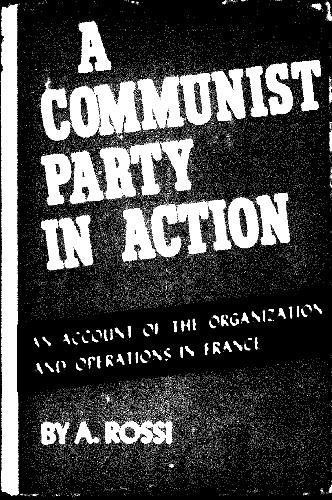 A
COMMUNIST
PARTY
IN ACTION
AN ACCOUNT OF THE ORGANIZATION
AND OPERATIONS IN FRANCE
BY A. ROSSI